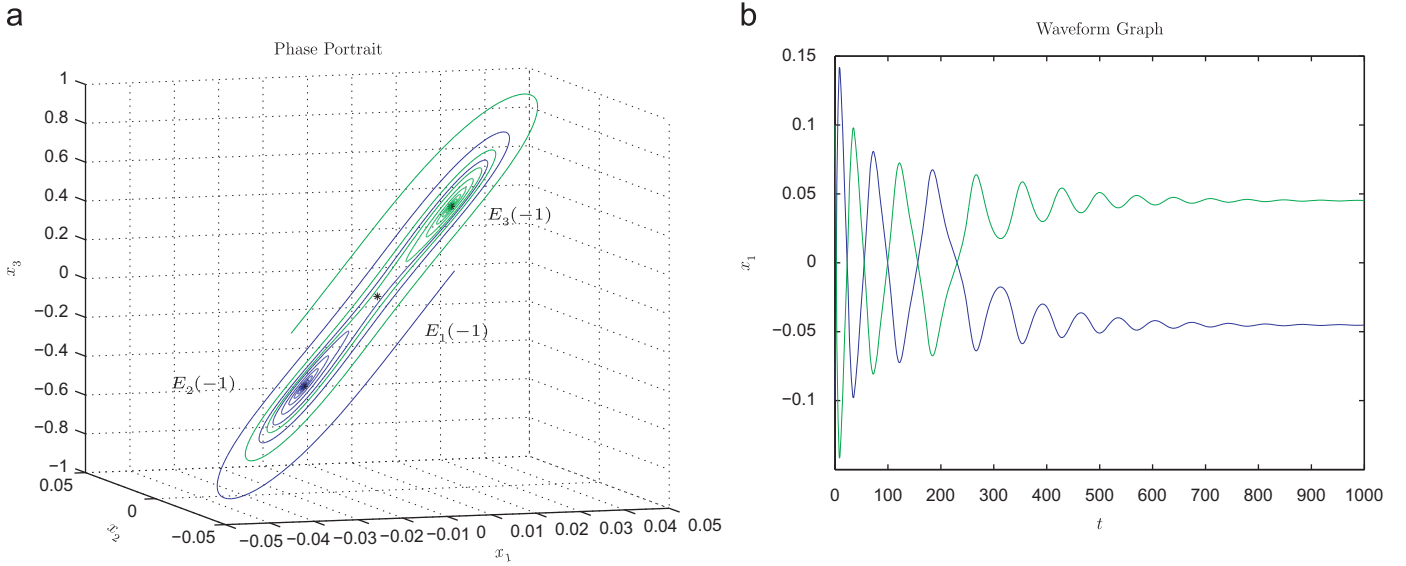 a
Phase Portrait
1
0.8
0.6
0.4
0.2
0
−0.2
−0.4
−0.6
−0.8
−1
x3
E3(−1)
E1(−1)
E2(−1)
0.05
0
−0.05
x2
−0.05 −0.04 −0.03 −0.02 −0.01 0 0.01 0.02 0.03 0.04 0.05
x1
b
Waveform Graph
0.15
0.1
0.05
0
−0.05
−0.1
x1
0 100 200 300 400 500 600 700 800 900 1000
t